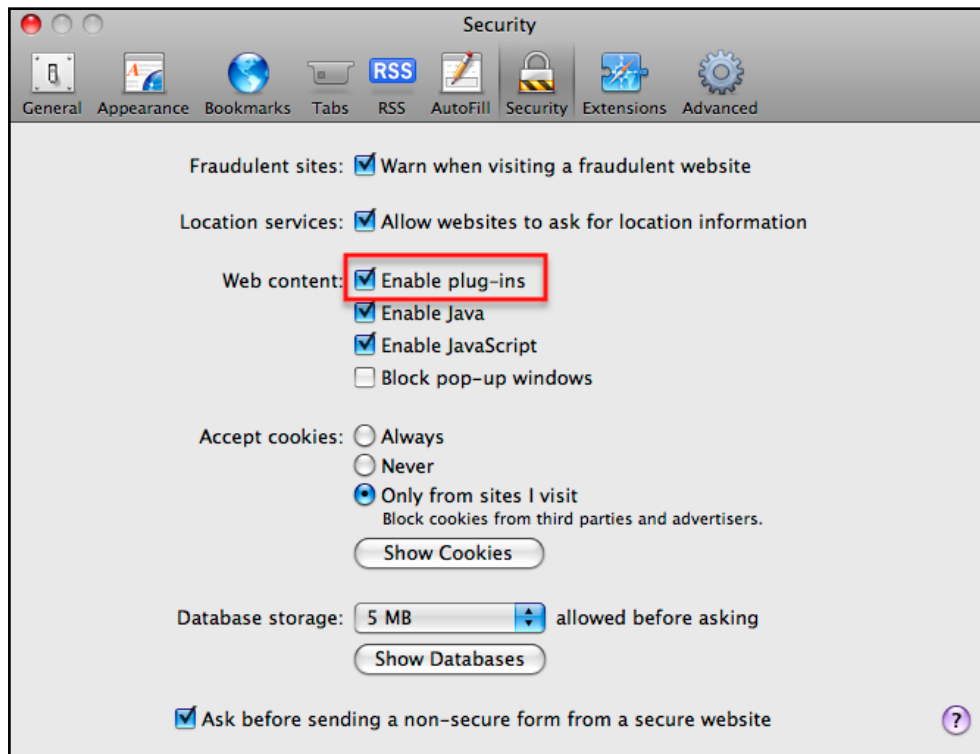 Security
General Appearance Bookmarks Tabs RSS AutoFill Security Extensions Advanced
RSS
Fraudulent sites: Warn when visiting a fraudulent website
Location services: Allow websites to ask for location information
Web content: Enable plug-ins
Enable Java
Enable JavaScript
Block pop-up windows
Accept cookies: Always
Never
Only from sites I visit
Block cookies from third parties and advertisers.
Show Cookies
Database storage: 5 MB allowed before asking
Show Databases
Ask before sending a non-secure form from a secure website ?